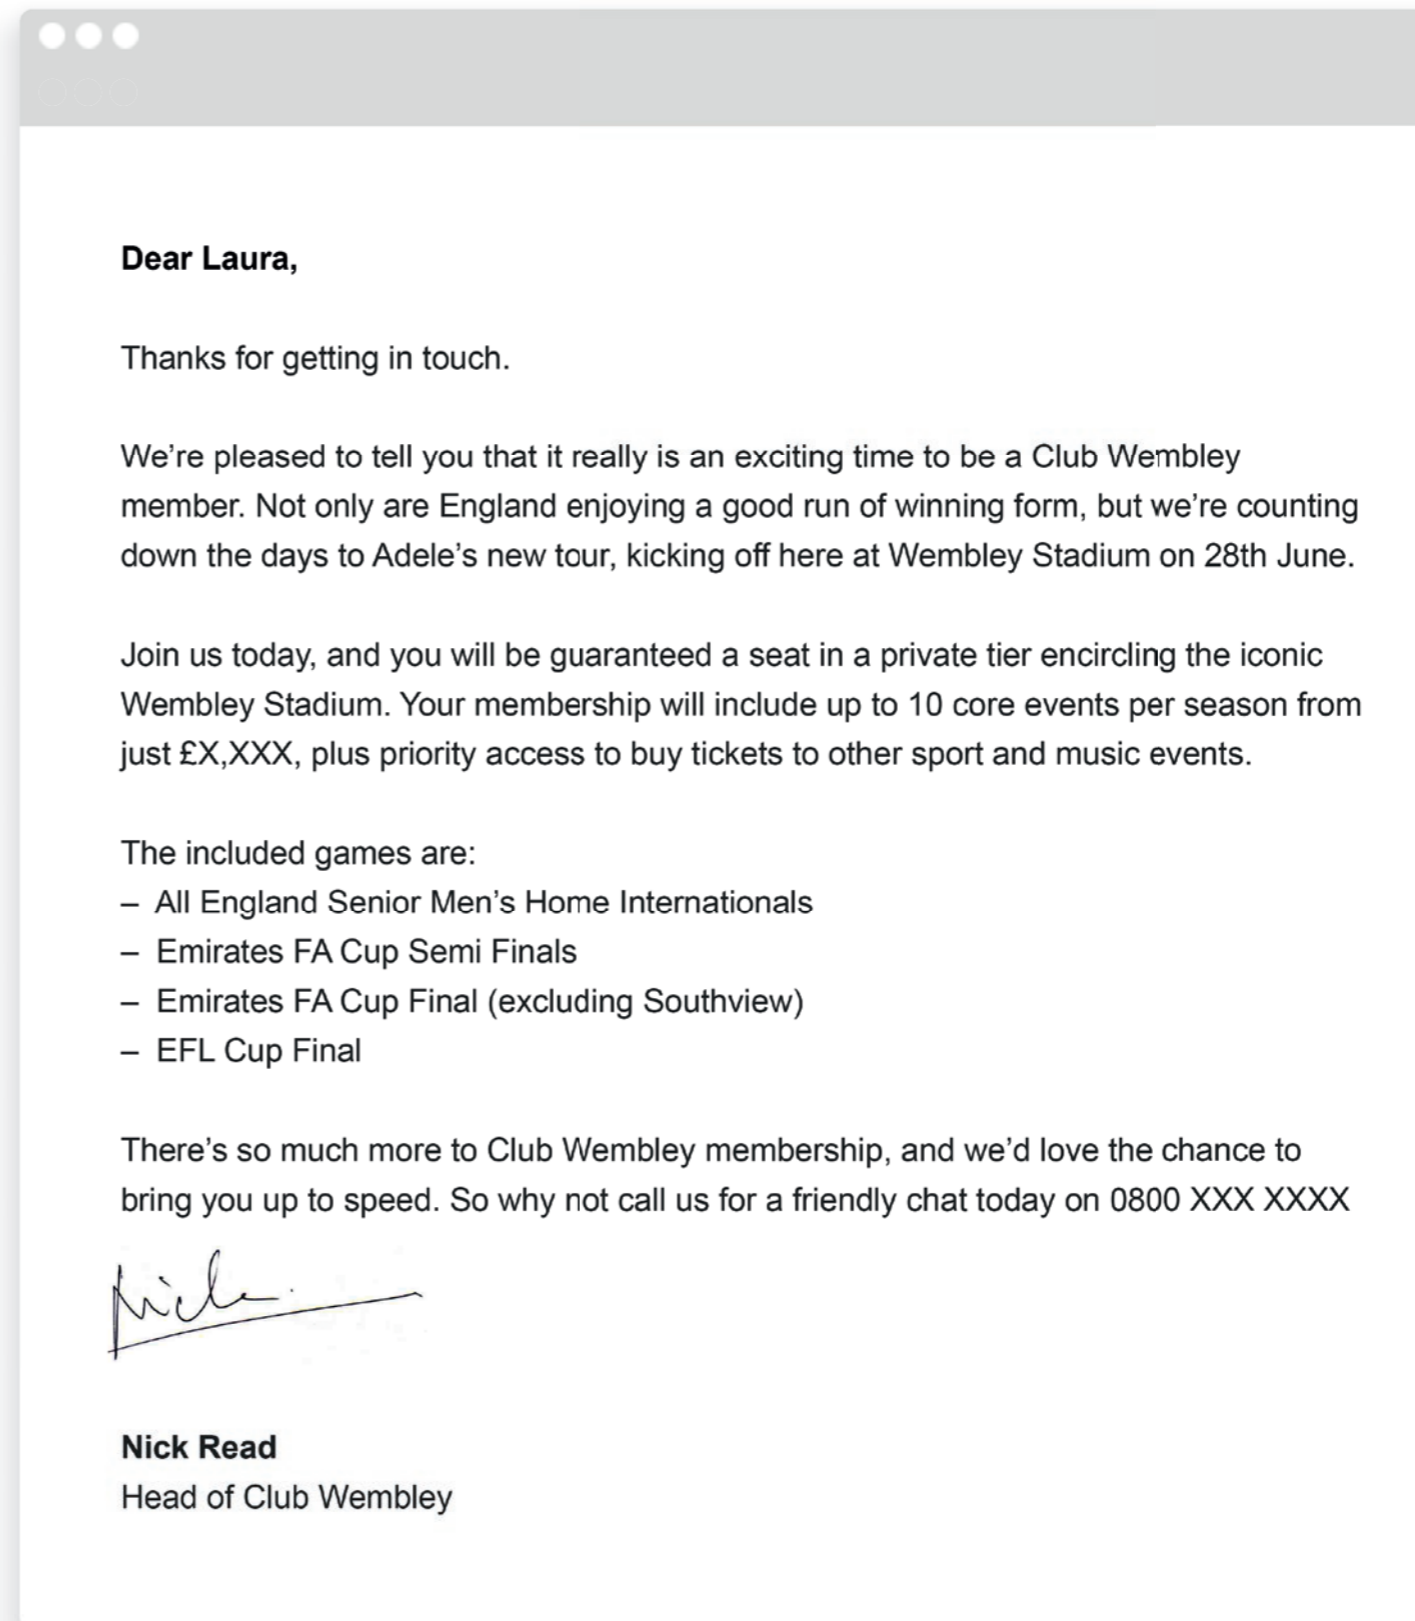 Dear Laura,
Thanks for getting in touch.
We’re pleased to tell you that it really is an exciting time to be a Club Wembley
member. Not only are England enjoying a good run of winning form, but we’re counting
down the days to Adele’s new tour, kicking off here at Wembley Stadium on 28th June.
Join us today, and you will be guaranteed a seat in a private tier encircling the iconic
Wembley Stadium. Your membership will include up to 10 core events per season from
just £X,XXX, plus priority access to buy tickets to other sport and music events.
The included games are:
– All England Senior Men’s Home Internationals
– Emirates FA Cup Semi Finals
– Emirates FA Cup Final (excluding Southview)
– EFL Cup Final
There’s so much more to Club Wembley membership, and we’d love the chance to
bring you up to speed. So why not call us for a friendly chat today on 0800 XXX XXXX
Nick
Nick Read
Head of Club Wembley